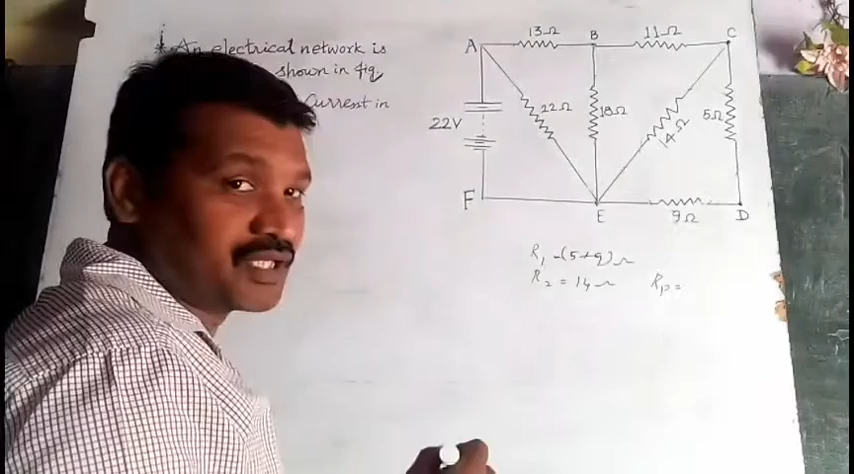 * An electrical network is
shown in fig,
Current in
A
13Ω
B
11Ω
C
22V
22Ω
18Ω
14Ω
5Ω
F
E
9Ω
D
R₁ = (5+9)Ω
R₂ = 14Ω
Rp =